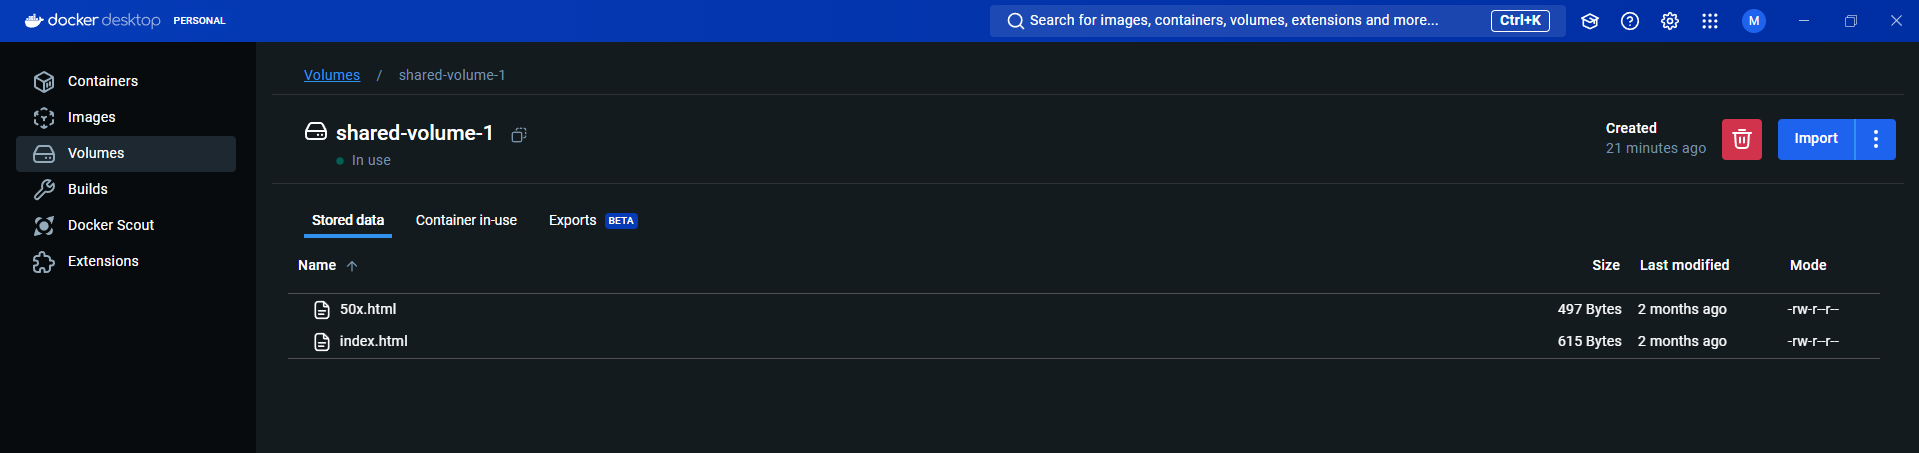 docker desktop PERSONAL
Search for images, containers, volumes, extensions and more... Ctrl+K
M
Containers
Images
Volumes
Builds
Docker Scout
Extensions
Volumes / shared-volume-1
shared-volume-1
In use
Created
21 minutes ago
Import
Stored data Container in-use Exports BETA
Name Size Last modified Mode
50x.html 497 Bytes 2 months ago -rw-r--r--
index.html 615 Bytes 2 months ago -rw-r--r--